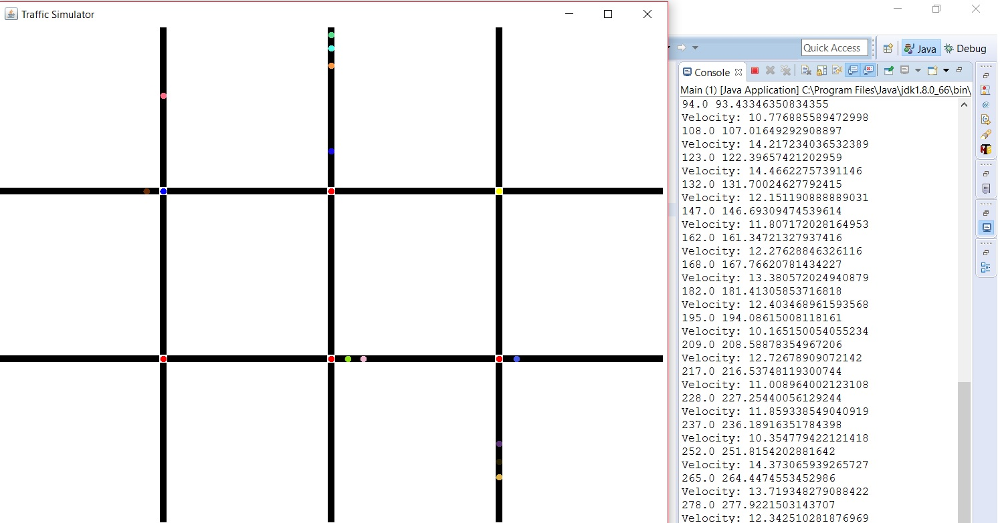 Traffic Simulator
Quick Access
Java
Debug
Console
Main (1) [Java Application] C:\Program Files\Java\jdk1.8.0_66\bin\
94.0 93.43346350834355
Velocity: 10.776885589472998
108.0 107.01649292908897
Velocity: 14.217234036532389
123.0 122.39657421202959
Velocity: 14.46622757391146
132.0 131.70024627792415
Velocity: 12.151190888889031
147.0 146.69309474539614
Velocity: 11.807172028164953
162.0 161.34721327937416
Velocity: 12.27628846326116
168.0 167.76620781434227
Velocity: 13.380572024940879
182.0 181.41305853716818
Velocity: 12.403468961593568
195.0 194.08615008118161
Velocity: 10.165150054055234
209.0 208.58878354967206
Velocity: 12.72678909072142
217.0 216.53748119300744
Velocity: 11.008964002123108
228.0 227.25440056129244
Velocity: 11.859338549040919
237.0 236.18916351784398
Velocity: 10.354779422121418
252.0 251.8154202881642
Velocity: 14.373065939265727
265.0 264.4474553452986
Velocity: 13.719348279088422
278.0 277.9221503143707
Velocity: 12.342510281876969